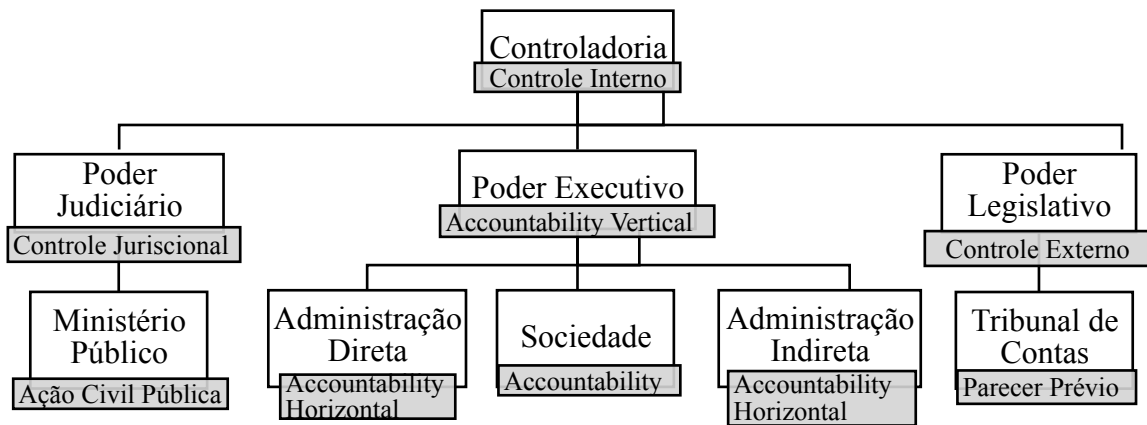 Controladoria
Controle Interno
Poder
Judiciário
Controle Juriscional
Poder Executivo
Accountability Vertical
Poder
Legislativo
Controle Externo
Ministério
Público
Ação Civil Pública
Administração
Direta
Accountability
Horizontal
Sociedade
Accountability
Administração
Indireta
Accountability
Horizontal
Tribunal de
Contas
Parecer Prévio